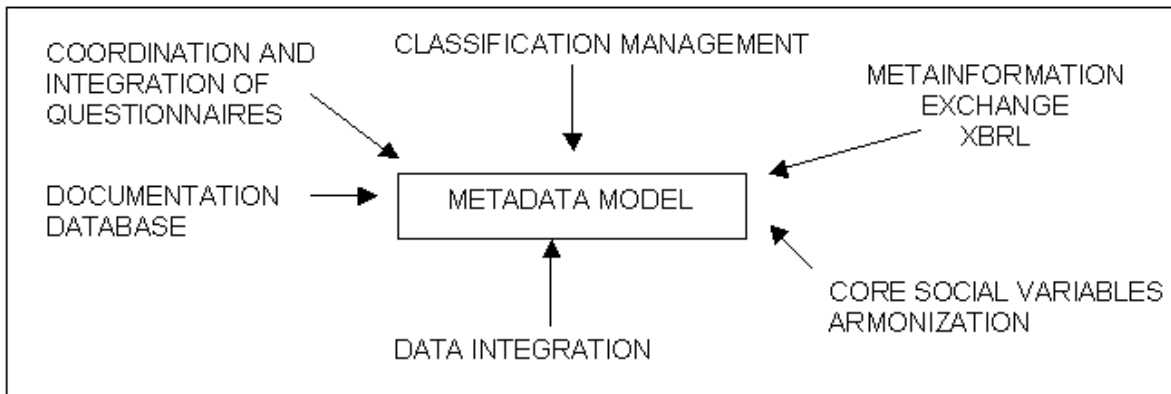 COORDINATION AND
INTEGRATION OF
QUESTIONNAIRES
CLASSIFICATION MANAGEMENT
METAINFORMATION
EXCHANGE
XBRL
DOCUMENTATION
DATABASE
METADATA MODEL
CORE SOCIAL VARIABLES
ARMONIZATION
DATA INTEGRATION